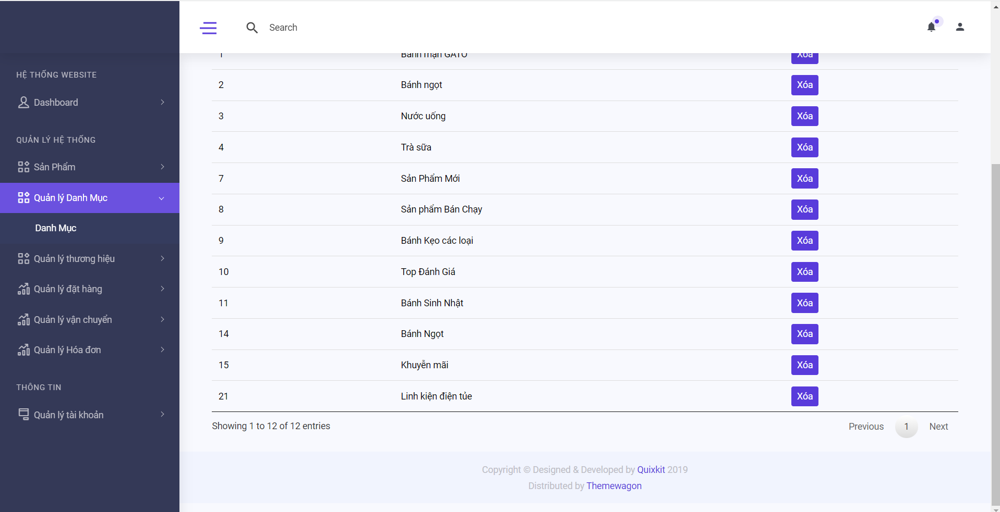 Search
HỆ THỐNG WEBSITE
Dashboard
QUẢN LÝ HỆ THỐNG
Sản Phẩm
Quản lý Danh Mục
Danh Mục
Quản lý thương hiệu
Quản lý đặt hàng
Quản lý vận chuyển
Quản lý Hóa đơn
THÔNG TIN
Quản lý tài khoản
1 Bánh mặn GATO Xóa
2 Bánh ngọt Xóa
3 Nước uống Xóa
4 Trà sữa Xóa
7 Sản Phẩm Mới Xóa
8 Sản phẩm Bán Chạy Xóa
9 Bánh Kẹo các loại Xóa
10 Top Đánh Giá Xóa
11 Bánh Sinh Nhật Xóa
14 Bánh Ngọt Xóa
15 Khuyễn mãi Xóa
21 Linh kiện điện tủe Xóa
Showing 1 to 12 of 12 entries Previous 1 Next
Copyright © Designed & Developed by Quixkit 2019
Distributed by Themewagon